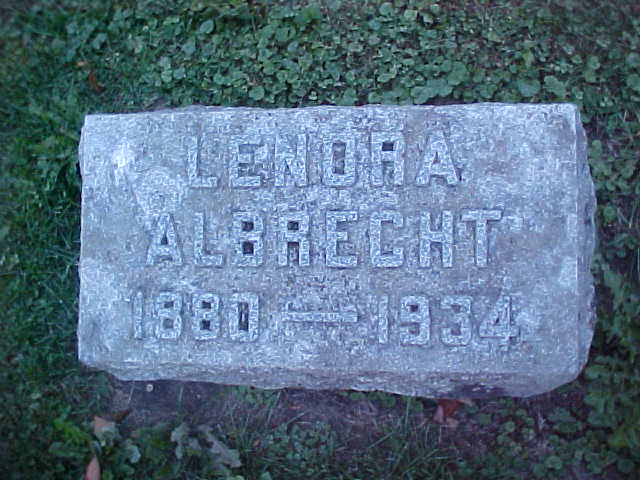 LENORA
ALBRECHT
1880 — 1934